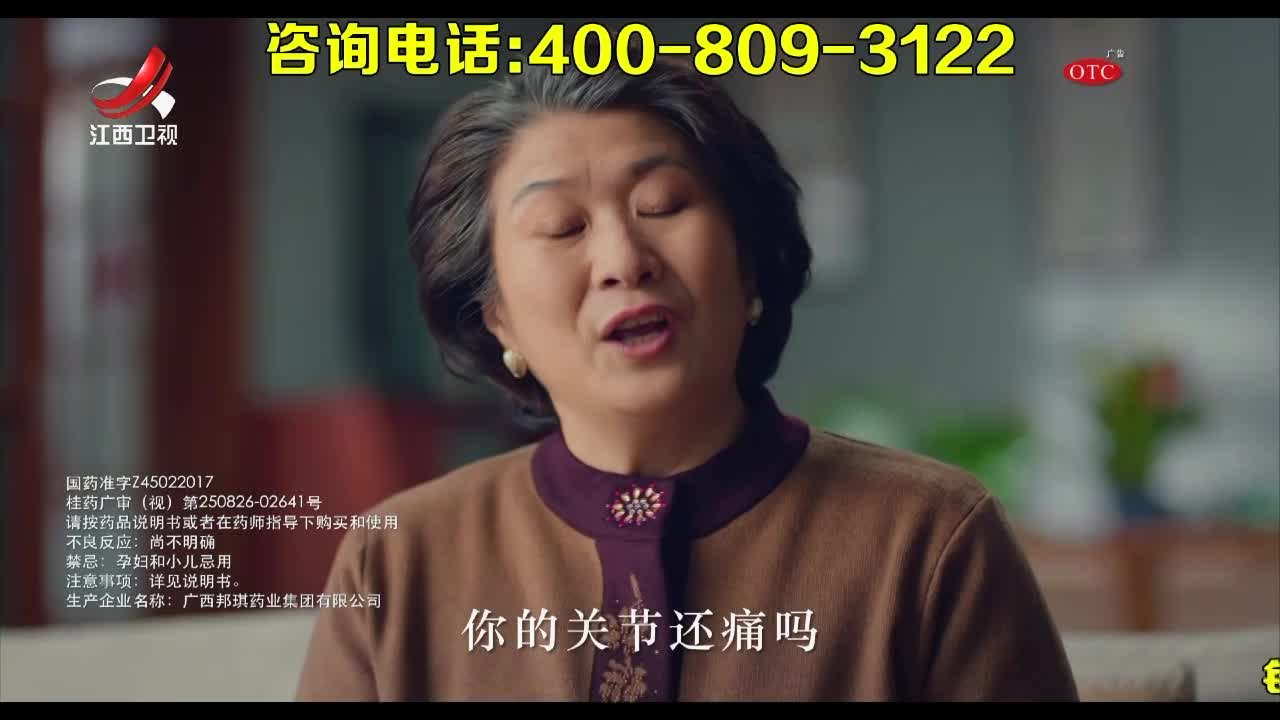 咨询电话:400-809-3122
广告
OTC
江西卫视
国药准字Z45022017
桂药广审（视）第250826-02641号
请按药品说明书或者在药师指导下购买和使用
不良反应：尚不明确
禁忌：孕妇和小儿忌用
注意事项：详见说明书。
生产企业名称：广西邦琪药业集团有限公司
你的关节还痛吗